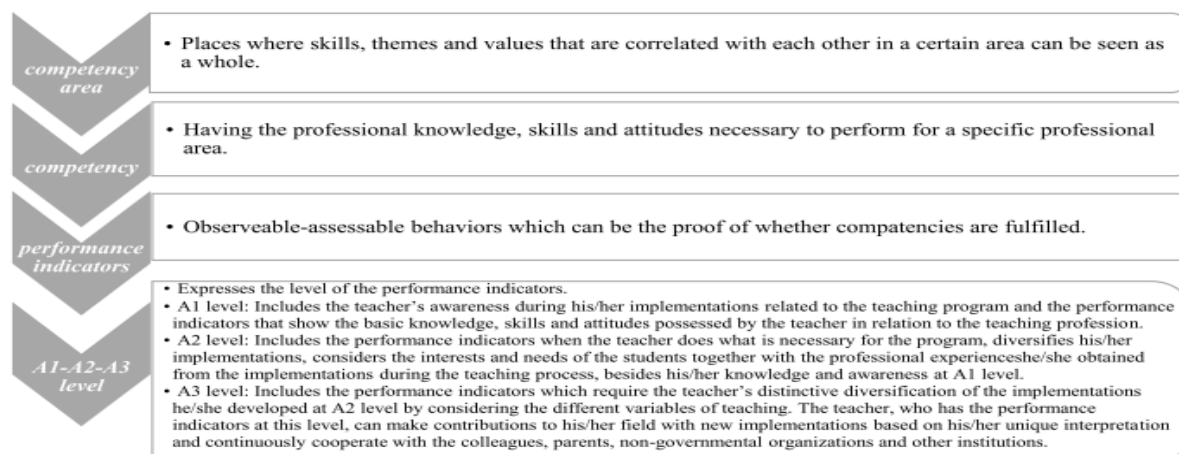 competency
area
• Places where skills, themes and values that are correlated with each other in a certain area can be seen as
a whole.
competency
• Having the professional knowledge, skills and attitudes necessary to perform for a specific professional
area.
performance
indicators
• Observeable-assessable behaviors which can be the proof of whether compatencies are fulfilled.
A1-A2-A3
level
• Expresses the level of the performance indicators.
• A1 level: Includes the teacher's awareness during his/her implementations related to the teaching program and the performance
indicators that show the basic knowledge, skills and attitudes possessed by the teacher in relation to the teaching profession.
• A2 level: Includes the performance indicators when the teacher does what is necessary for the program, diversifies his/her
implementations, considers the interests and needs of the students together with the professional experienceshe/she obtained
from the implementations during the teaching process, besides his/her knowledge and awareness at A1 level.
• A3 level: Includes the performance indicators which require the teacher's distinctive diversification of the implementations
he/she developed at A2 level by considering the different variables of teaching. The teacher, who has the performance
indicators at this level, can make contributions to his/her field with new implementations based on his/her unique interpretation
and continuously cooperate with the colleagues, parents, non-governmental organizations and other institutions.